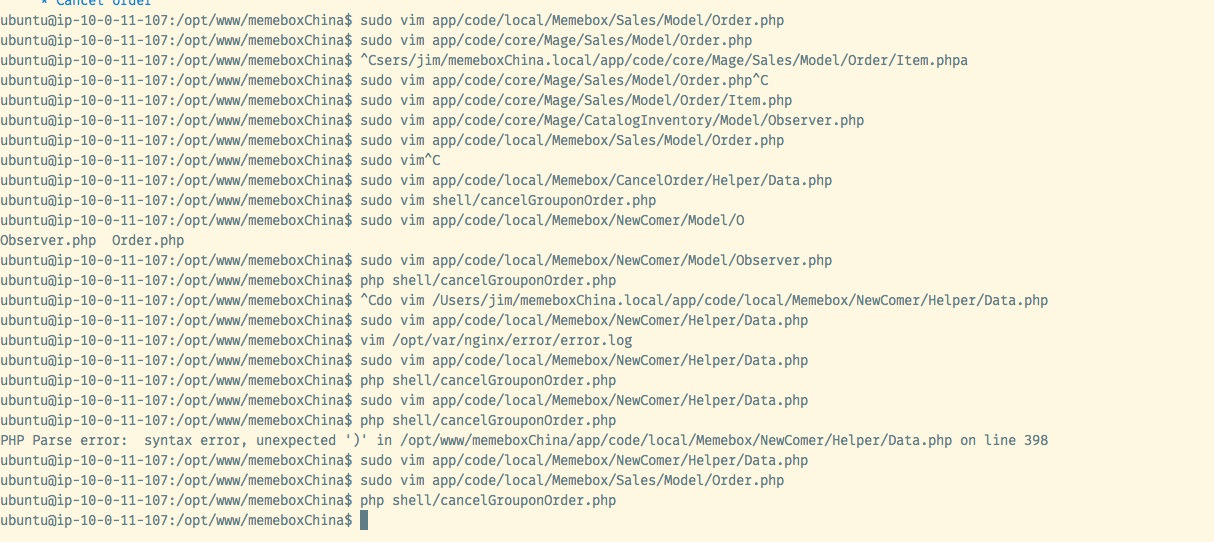 * Cancel order
ubuntu@ip-10-0-11-107:/opt/www/memeboxChina$ sudo vim app/code/local/Memebox/Sales/Model/Order.php
ubuntu@ip-10-0-11-107:/opt/www/memeboxChina$ sudo vim app/code/core/Mage/Sales/Model/Order.php
ubuntu@ip-10-0-11-107:/opt/www/memeboxChina$ ^Csers/jim/memeboxChina.local/app/code/core/Mage/Sales/Model/Order/Item.phpa
ubuntu@ip-10-0-11-107:/opt/www/memeboxChina$ sudo vim app/code/core/Mage/Sales/Model/Order.php^C
ubuntu@ip-10-0-11-107:/opt/www/memeboxChina$ sudo vim app/code/core/Mage/Sales/Model/Order/Item.php
ubuntu@ip-10-0-11-107:/opt/www/memeboxChina$ sudo vim app/code/core/Mage/CatalogInventory/Model/Observer.php
ubuntu@ip-10-0-11-107:/opt/www/memeboxChina$ sudo vim app/code/local/Memebox/Sales/Model/Order.php
ubuntu@ip-10-0-11-107:/opt/www/memeboxChina$ sudo vim^C
ubuntu@ip-10-0-11-107:/opt/www/memeboxChina$ sudo vim app/code/local/Memebox/CancelOrder/Helper/Data.php
ubuntu@ip-10-0-11-107:/opt/www/memeboxChina$ sudo vim shell/cancelGrouponOrder.php
ubuntu@ip-10-0-11-107:/opt/www/memeboxChina$ sudo vim app/code/local/Memebox/NewComer/Model/O
Observer.php  Order.php
ubuntu@ip-10-0-11-107:/opt/www/memeboxChina$ sudo vim app/code/local/Memebox/NewComer/Model/Observer.php
ubuntu@ip-10-0-11-107:/opt/www/memeboxChina$ php shell/cancelGrouponOrder.php
ubuntu@ip-10-0-11-107:/opt/www/memeboxChina$ ^Cdo vim /Users/jim/memeboxChina.local/app/code/local/Memebox/NewComer/Helper/Data.php
ubuntu@ip-10-0-11-107:/opt/www/memeboxChina$ sudo vim app/code/local/Memebox/NewComer/Helper/Data.php
ubuntu@ip-10-0-11-107:/opt/www/memeboxChina$ vim /opt/var/nginx/error/error.log
ubuntu@ip-10-0-11-107:/opt/www/memeboxChina$ sudo vim app/code/local/Memebox/NewComer/Helper/Data.php
ubuntu@ip-10-0-11-107:/opt/www/memeboxChina$ php shell/cancelGrouponOrder.php
ubuntu@ip-10-0-11-107:/opt/www/memeboxChina$ sudo vim app/code/local/Memebox/NewComer/Helper/Data.php
ubuntu@ip-10-0-11-107:/opt/www/memeboxChina$ php shell/cancelGrouponOrder.php
PHP Parse error:  syntax error, unexpected ')' in /opt/www/memeboxChina/app/code/local/Memebox/NewComer/Helper/Data.php on line 398
ubuntu@ip-10-0-11-107:/opt/www/memeboxChina$ sudo vim app/code/local/Memebox/NewComer/Helper/Data.php
ubuntu@ip-10-0-11-107:/opt/www/memeboxChina$ sudo vim app/code/local/Memebox/Sales/Model/Order.php
ubuntu@ip-10-0-11-107:/opt/www/memeboxChina$ php shell/cancelGrouponOrder.php
ubuntu@ip-10-0-11-107:/opt/www/memeboxChina$